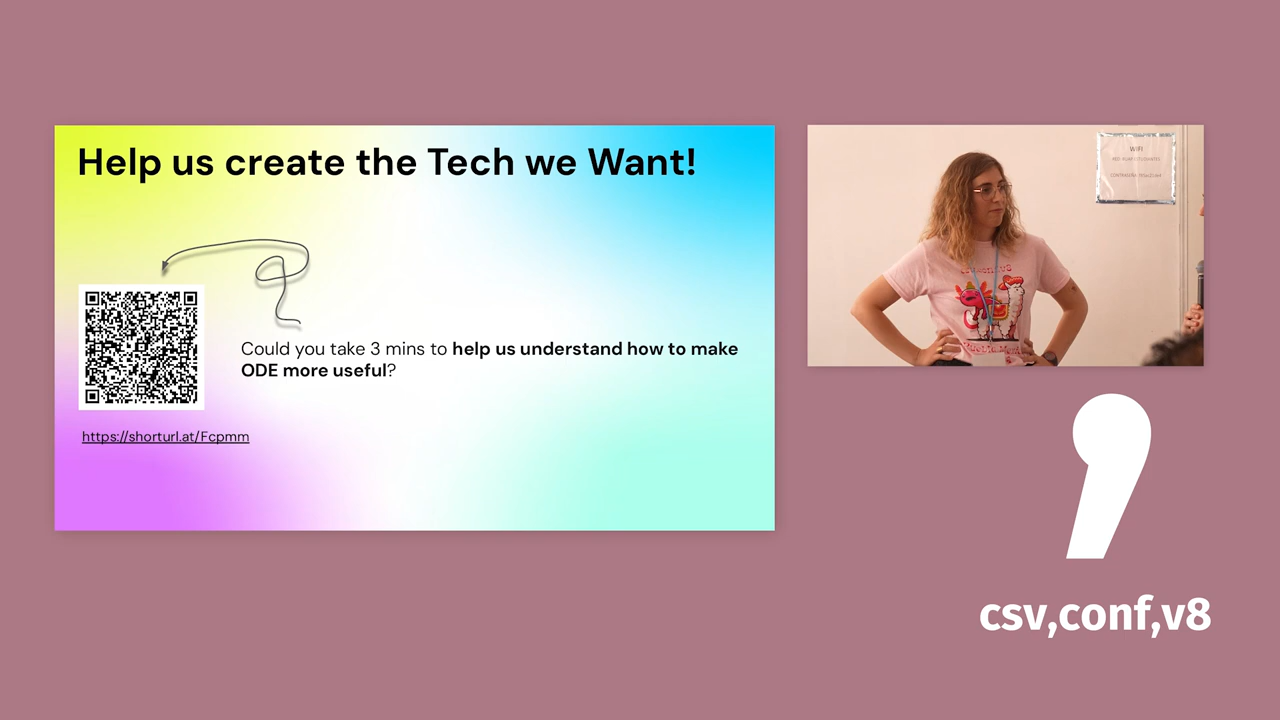 Help us create the Tech we Want!
Could you take 3 mins to help us understand how to make
ODE more useful?
https://shorturl.at/Fcpmm
WIFI
csv,conf,v8